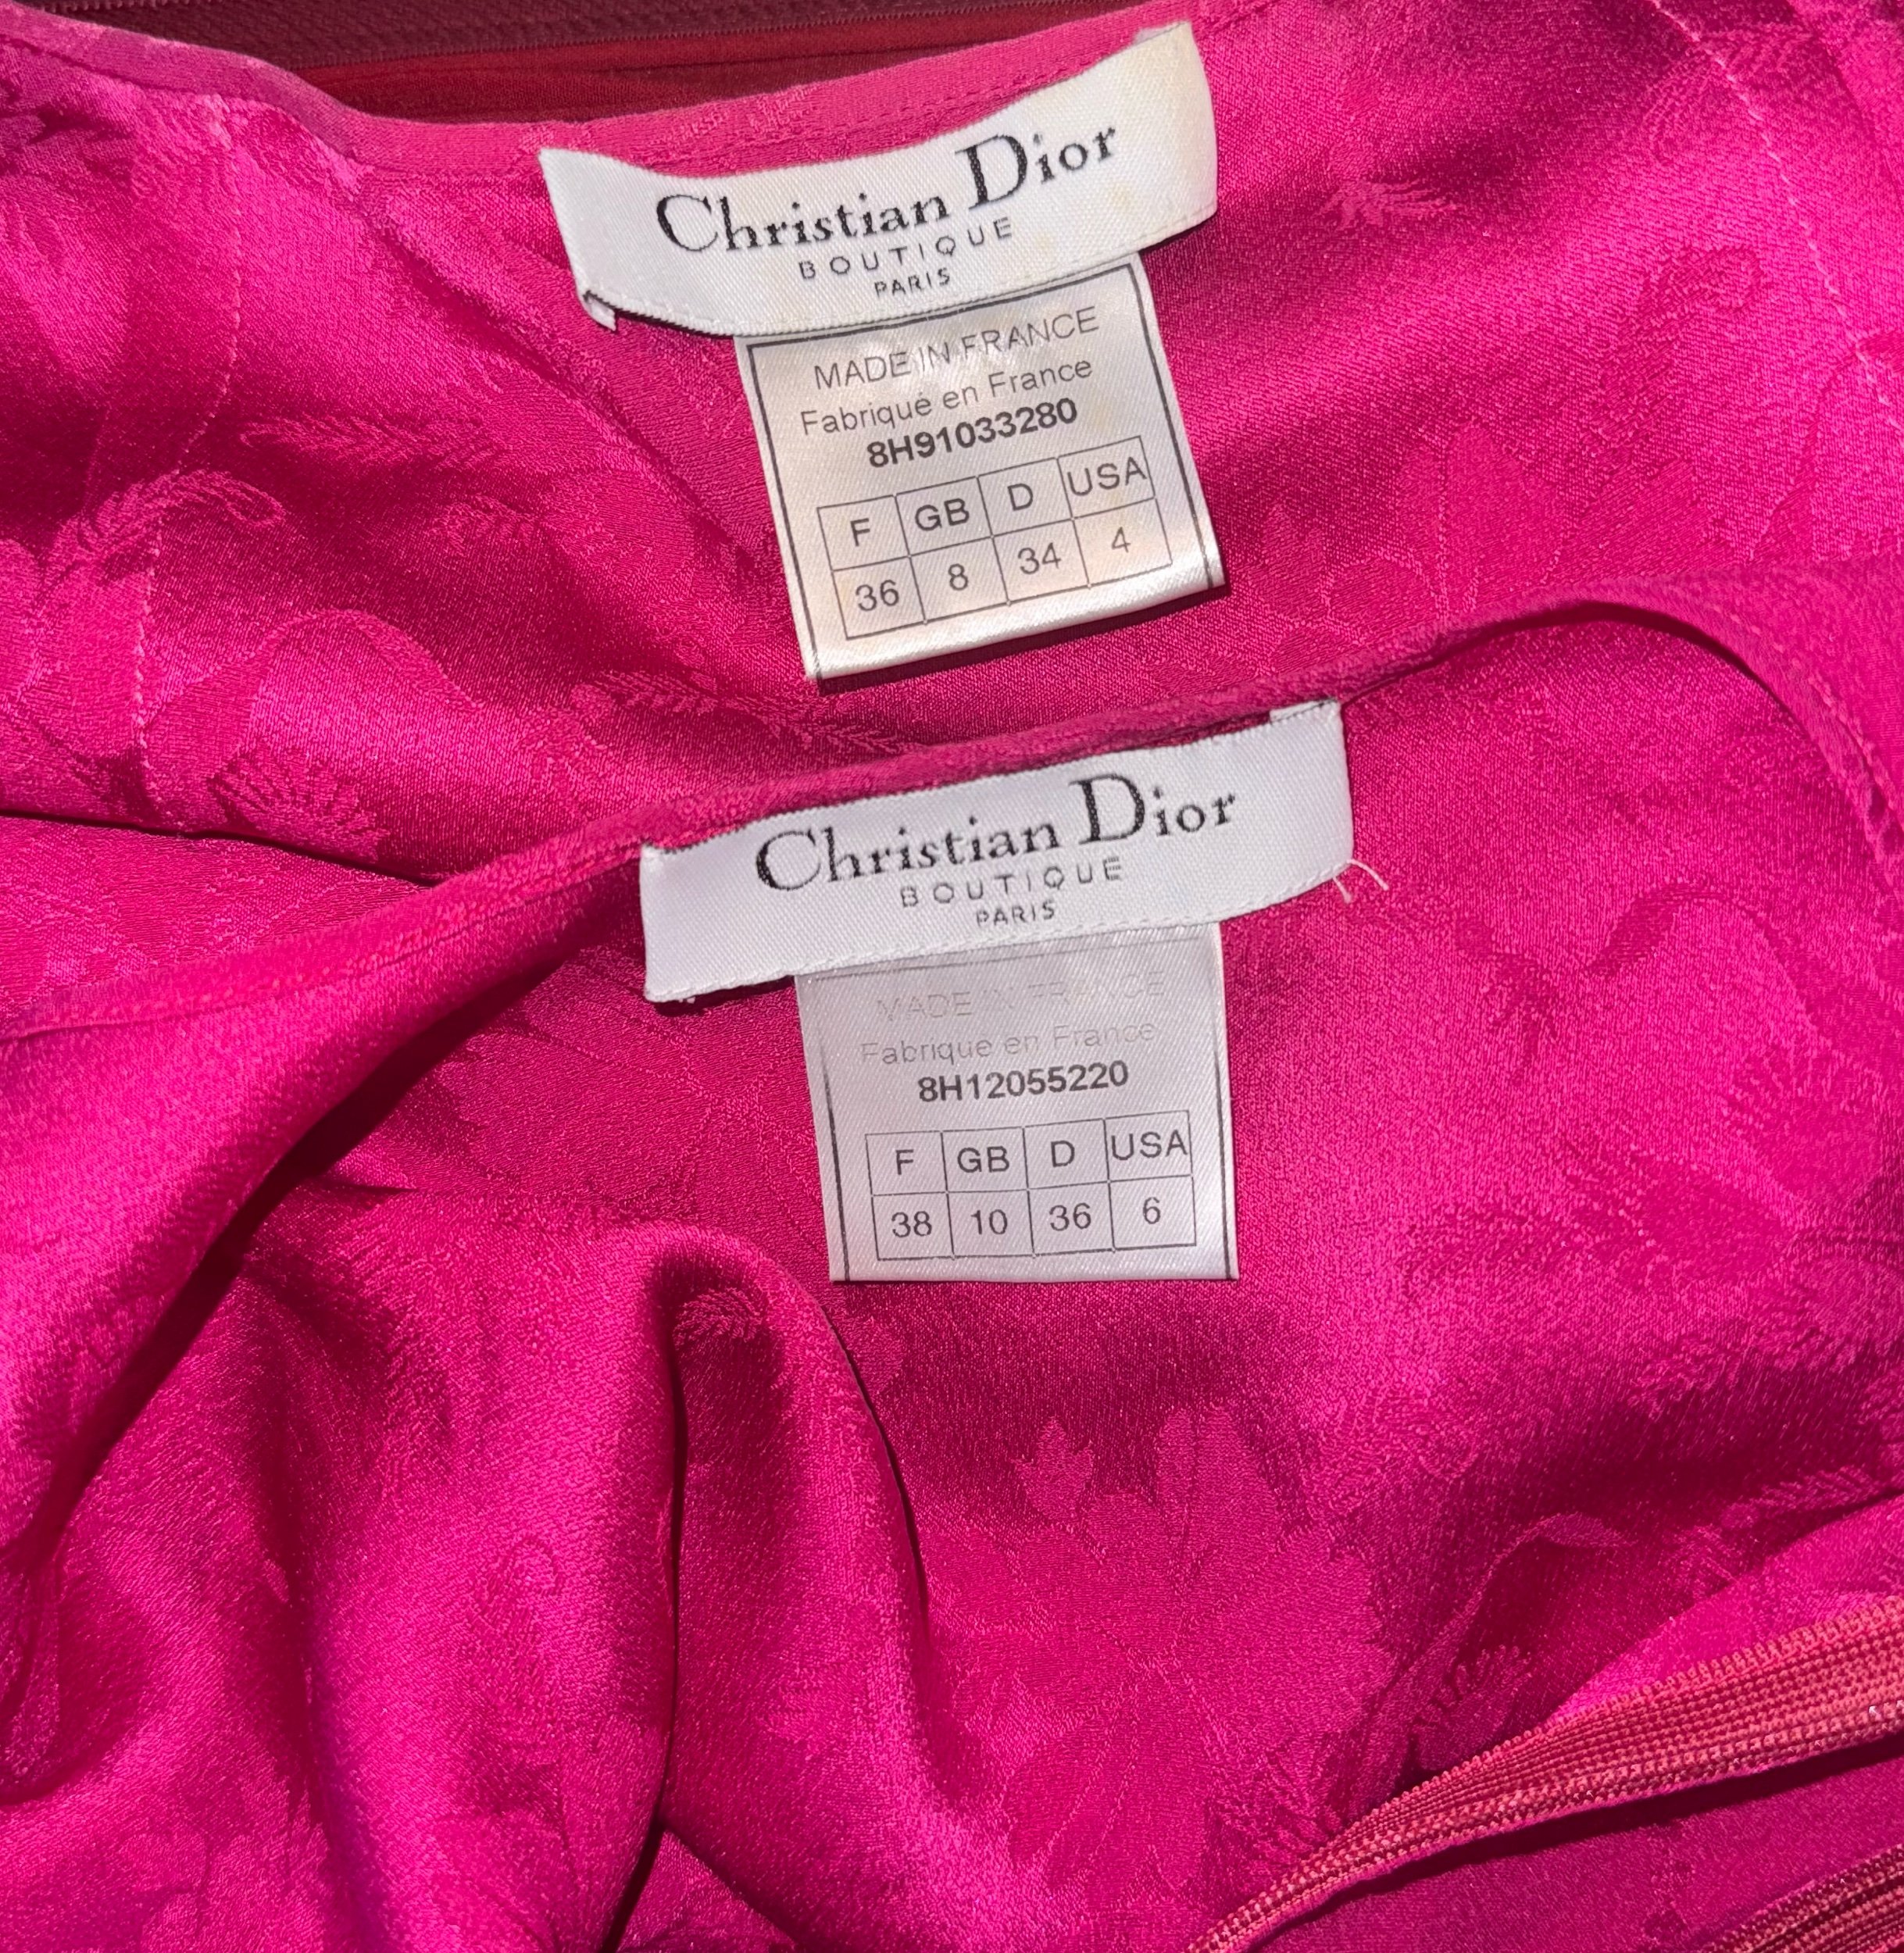 Christian Dior
BOUTIQUE
PARIS
MADE IN FRANCE
Fabriqué en France
8H91033280
F GB D USA
36 8 34 4
Christian Dior
BOUTIQUE
PARIS
MADE IN FRANCE
Fabrique en France
8H12055220
F GB D USA
38 10 36 6